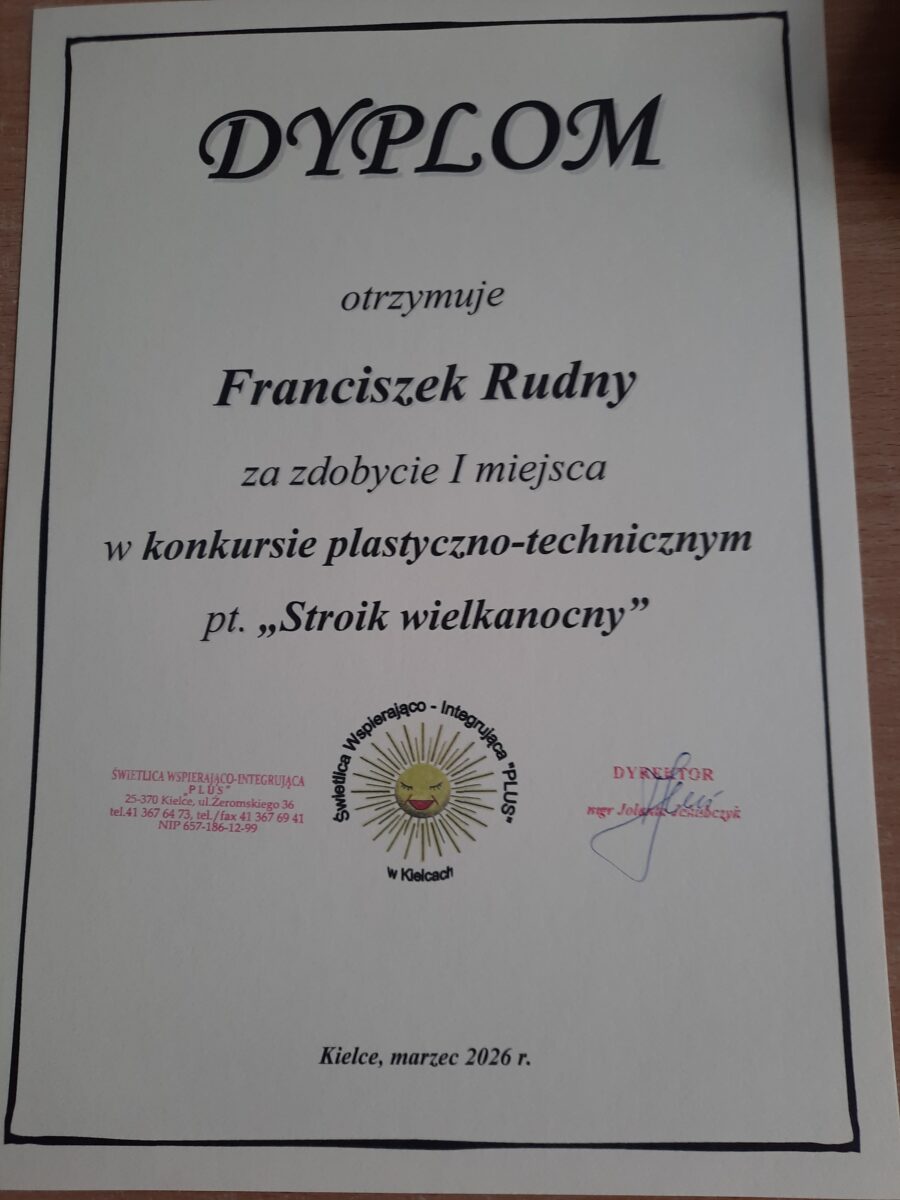 DYPLOM
otrzymuje
Franciszek Rudny
za zdobycie I miejsca
w konkursie plastyczno-technicznym
pt. „Stroik wielkanocny”
Świetlica Wspierająco - Integrująca "PLUS"
w Kielcach
ŚWIETLICA WSPIERAJĄCO-INTEGRUJĄCA
„PLUS”
25-370 Kielce, ul.Żeromskiego 36
tel.41 367 64 73, tel./fax 41 367 69 41
NIP 657-186-12-99
DYREKTOR
mgr
Kielce, marzec 2026 r.